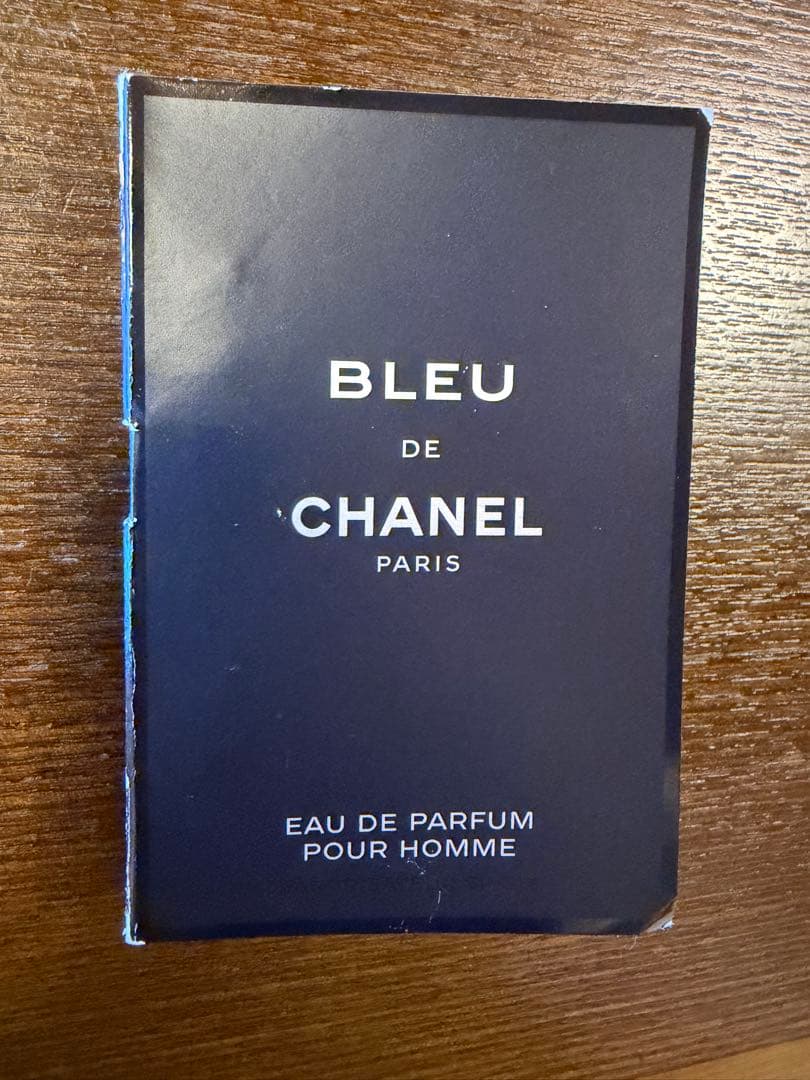 BLEU
DE
CHANEL
PARIS
EAU DE PARFUM
POUR HOMME